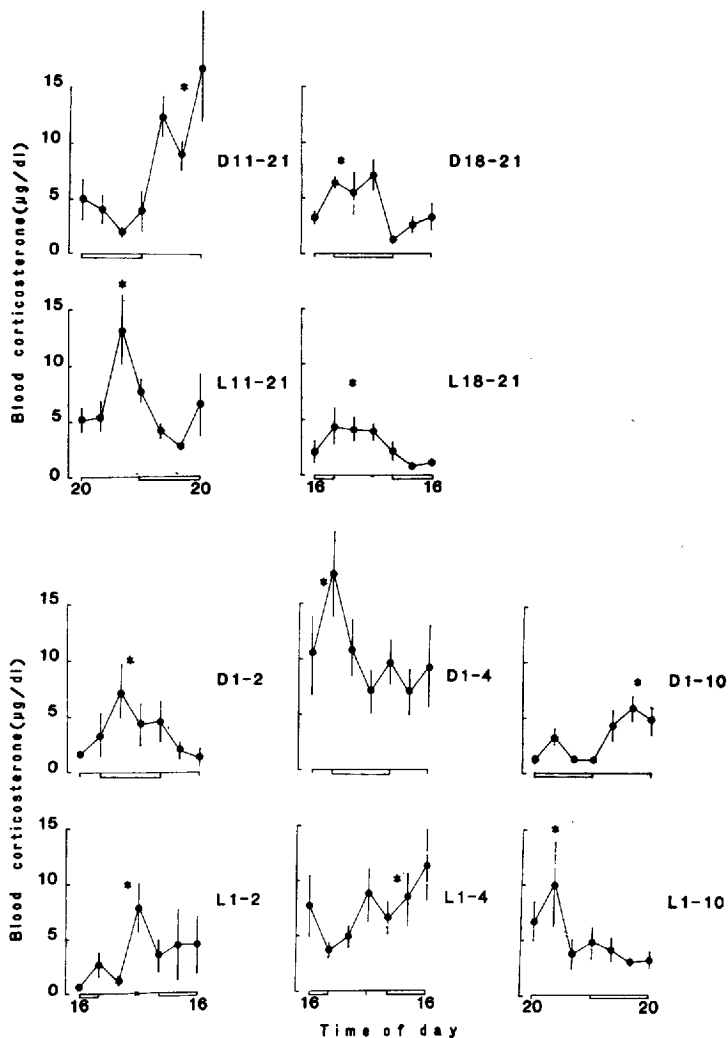 Blood corticosterone(µg/dl)
15
10
5
0
*
D11-21
*
D18-21
15
10
5
0
20
20
*
L11-21
16
16
*
L18-21
Blood corticosterone(µg/dl)
15
10
5
0
*
D1-2
*
D1-4
*
D1-10
15
10
5
0
16
16
*
L1-2
16
16
*
L1-4
20
20
*
L1-10
Time of day